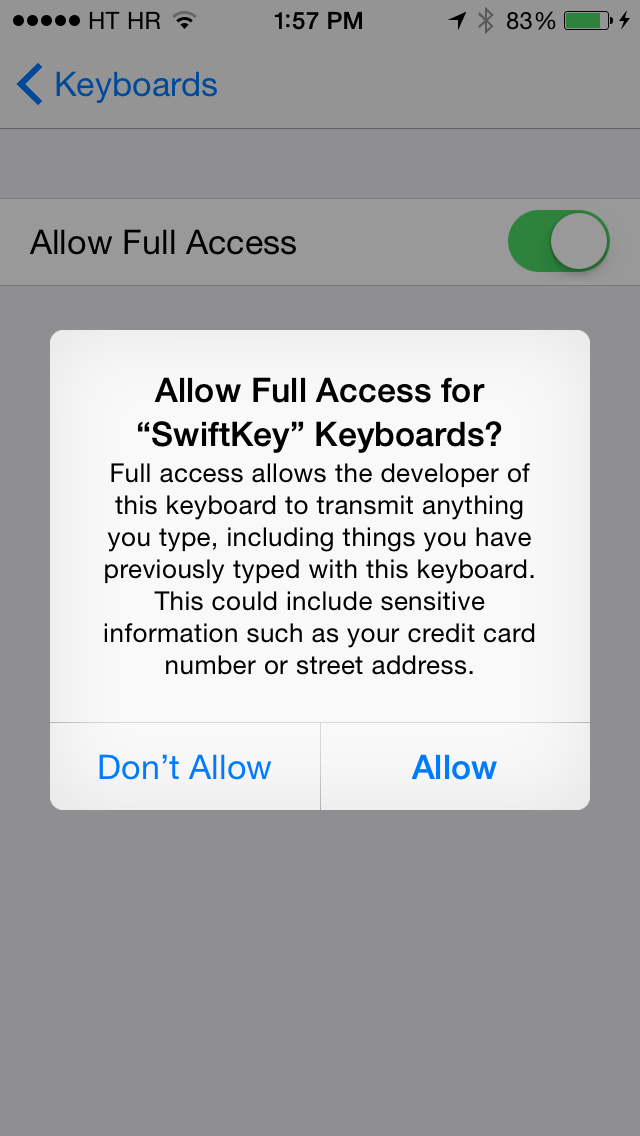 HT HR 1:57 PM 83%
Keyboards
Allow Full Access
Allow Full Access for
“SwiftKey” Keyboards?
Full access allows the developer of
this keyboard to transmit anything
you type, including things you have
previously typed with this keyboard.
This could include sensitive
information such as your credit card
number or street address.
Don’t Allow
Allow